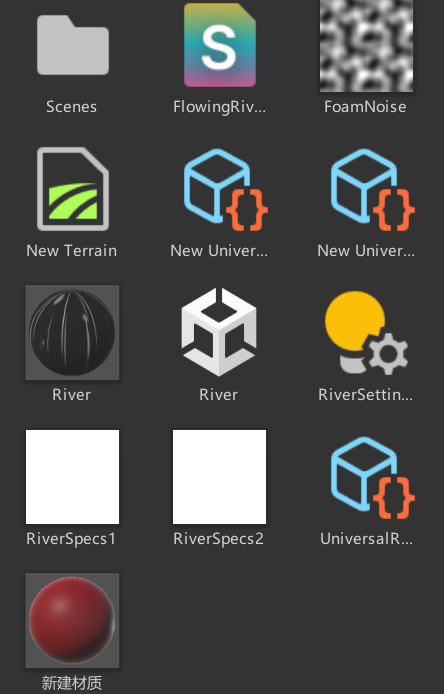 Scenes
FlowingRiv...
FoamNoise
New Terrain
New Univer...
New Univer...
River
River
RiverSettin...
RiverSpecs1
RiverSpecs2
UniversalR...
新建材质